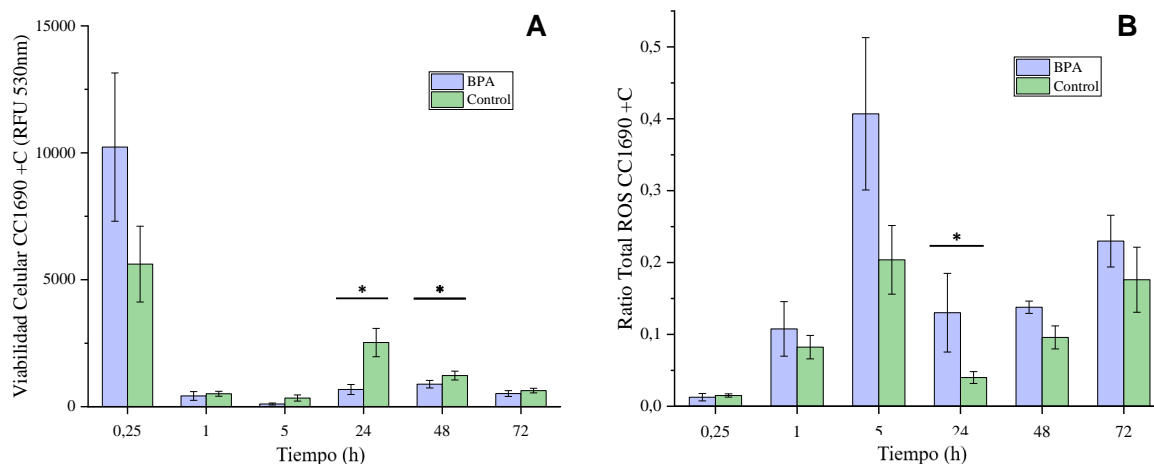 A
Viabilidad Celular CC1690 +C (RFU 530nm)
15000
10000
5000
0
BPA
Control
*
*
0,25 1 5 24 48 72
Tiempo (h)
B
Ratio Total ROS CC1690 +C
0,5
0,4
0,3
0,2
0,1
0,0
BPA
Control
*
0,25 1 5 24 48 72
Tiempo (h)